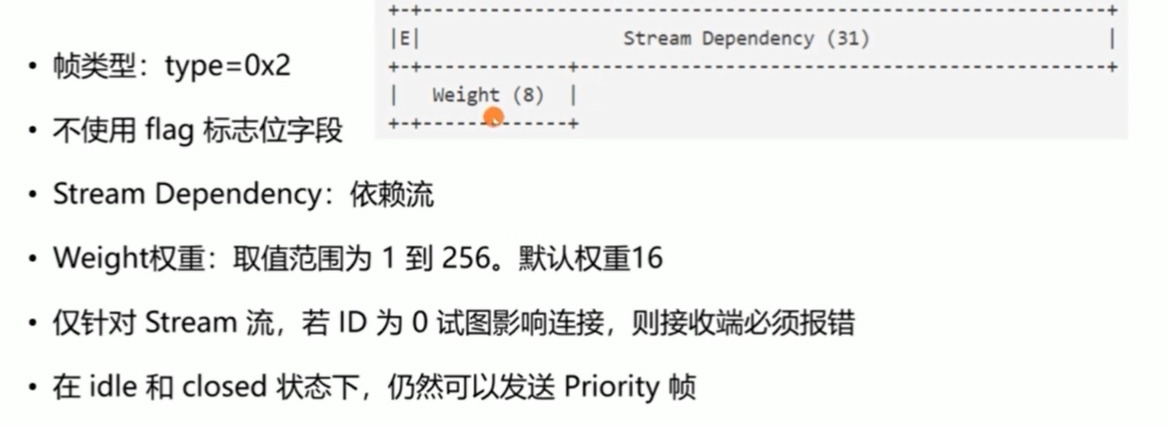 +-+-------------------------------------------------------------+
|E|                  Stream Dependency (31)                     |
+-+-------------+-----------------------------------------------+
|   Weight (8)  |
+-+-------------+
• 帧类型：type=0x2
• 不使用 flag 标志位字段
• Stream Dependency：依赖流
• Weight权重：取值范围为 1 到 256。默认权重16
• 仅针对 Stream 流，若 ID 为 0 试图影响连接，则接收端必须报错
• 在 idle 和 closed 状态下，仍然可以发送 Priority 帧